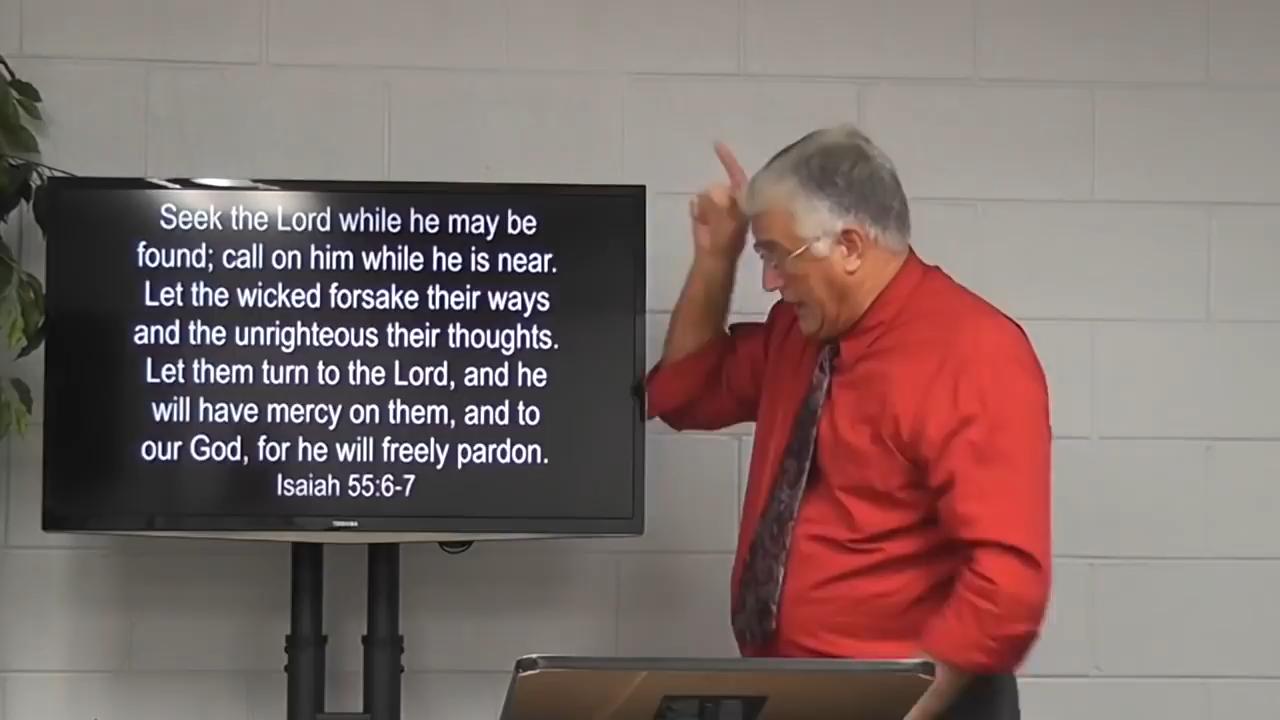 Seek the Lord while he may be
found; call on him while he is near.
Let the wicked forsake their ways
and the unrighteous their thoughts.
Let them turn to the Lord, and he
will have mercy on them, and to
our God, for he will freely pardon.
Isaiah 55:6-7
TOSHIBA